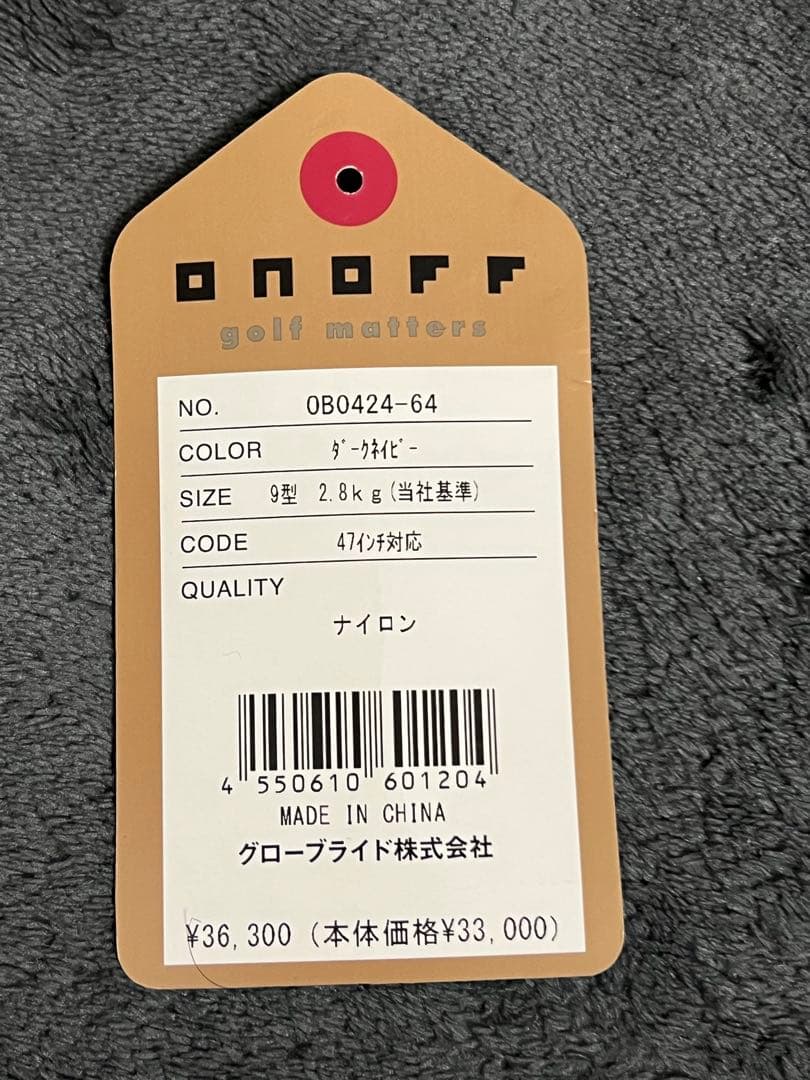 onoff
golf matters
NO. OB0424-64
COLOR ﾀﾞｰｸﾈｲﾋﾞｰ
SIZE 9型 2.8kg(当社基準)
CODE 47ｲﾝﾁ対応
QUALITY
ナイロン
4 550610 601204
MADE IN CHINA
グローブライド株式会社
¥36,300 (本体価格¥33,000)